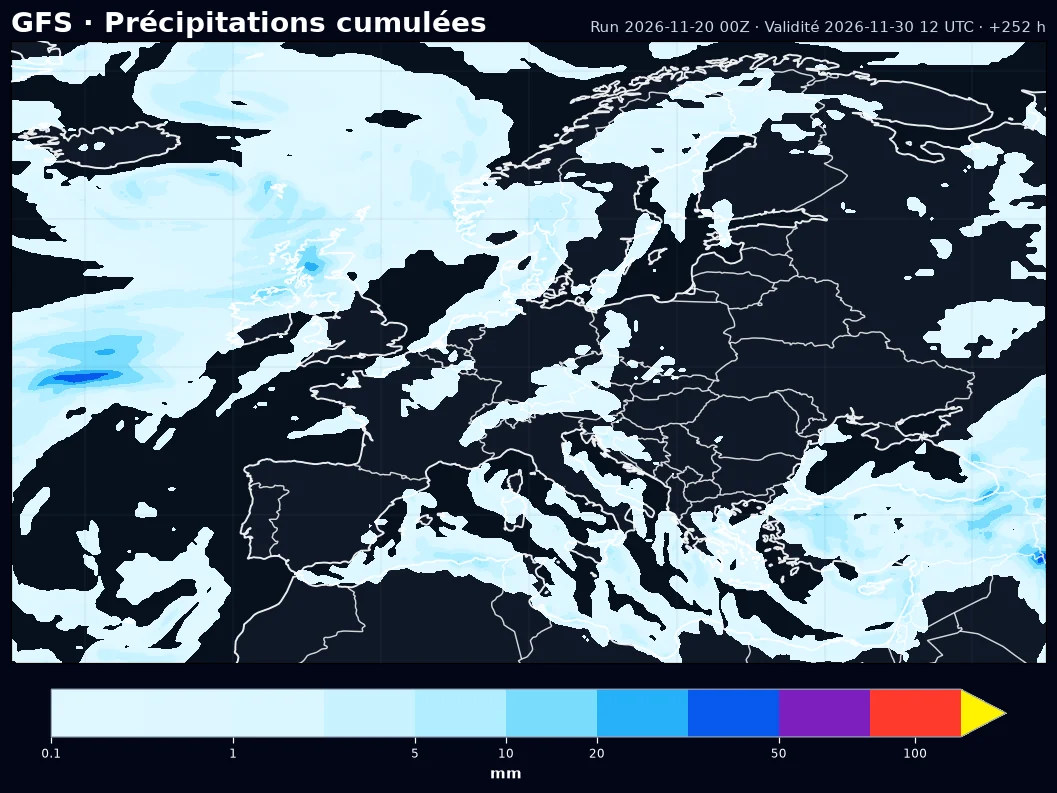 GFS · Précipitations cumulées
Run 2026-11-20 00Z · Validité 2026-11-30 12 UTC · +252 h
0.1 1 5 10 20 50 100
mm